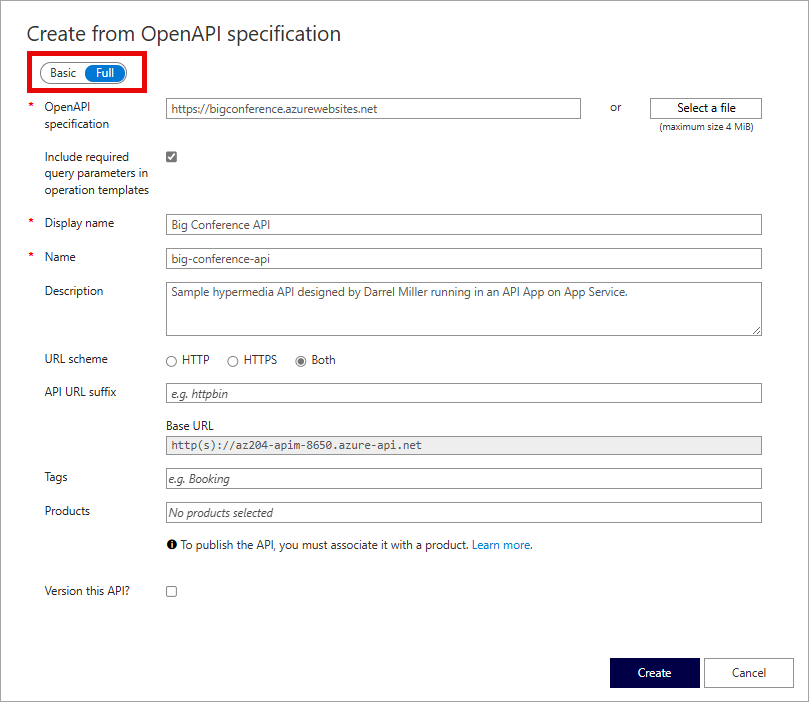 Create from OpenAPI specification
Basic Full
* OpenAPI specification
https://bigconference.azurewebsites.net
or
Select a file
(maximum size 4 MiB)
Include required
query parameters in
operation templates
* Display name
Big Conference API
* Name
big-conference-api
Description
Sample hypermedia API designed by Darrel Miller running in an API App on App Service.
URL scheme
HTTP HTTPS Both
API URL suffix
e.g. httpbin
Base URL
http(s)://az204-apim-8650.azure-api.net
Tags
e.g. Booking
Products
No products selected
To publish the API, you must associate it with a product. Learn more.
Version this API?
Create Cancel